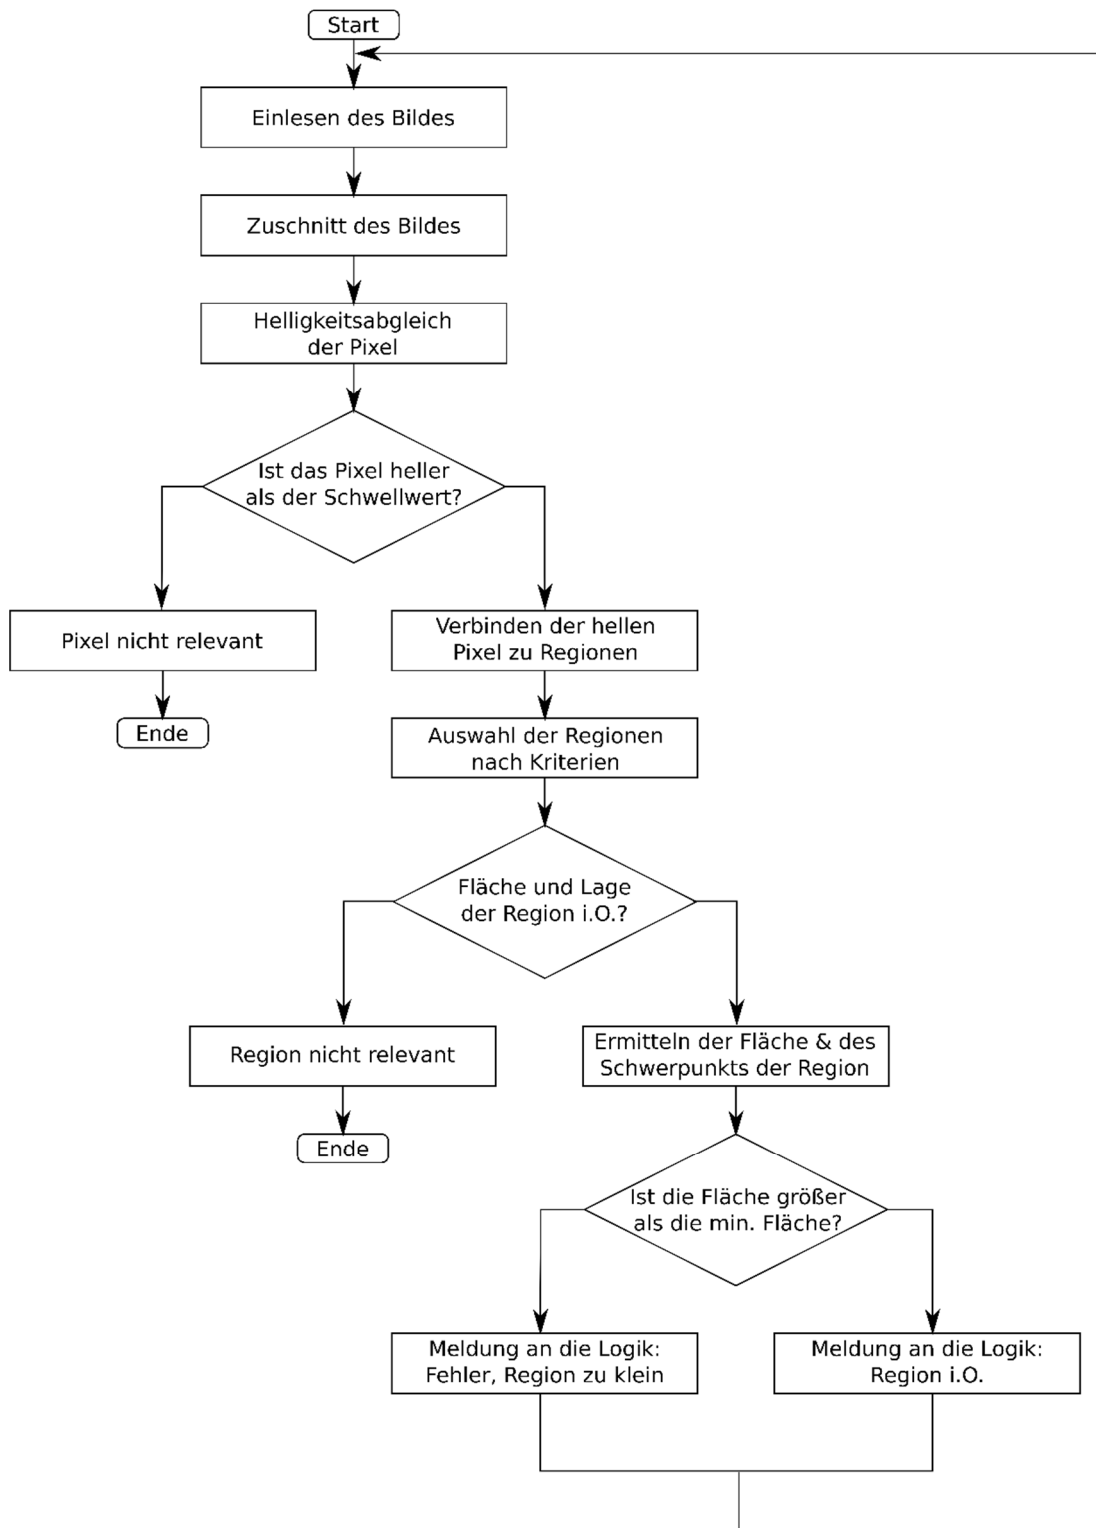 Start
Einlesen des Bildes
Zuschnitt des Bildes
Helligkeitsabgleich
der Pixel
Ist das Pixel heller
als der Schwellwert?
Pixel nicht relevant
Verbinden der hellen
Pixel zu Regionen
Ende
Auswahl der Regionen
nach Kriterien
Fläche und Lage
der Region i.O.?
Region nicht relevant
Ermitteln der Fläche & des
Schwerpunkts der Region
Ende
Ist die Fläche größer
als die min. Fläche?
Meldung an die Logik:
Fehler, Region zu klein
Meldung an die Logik:
Region i.O.